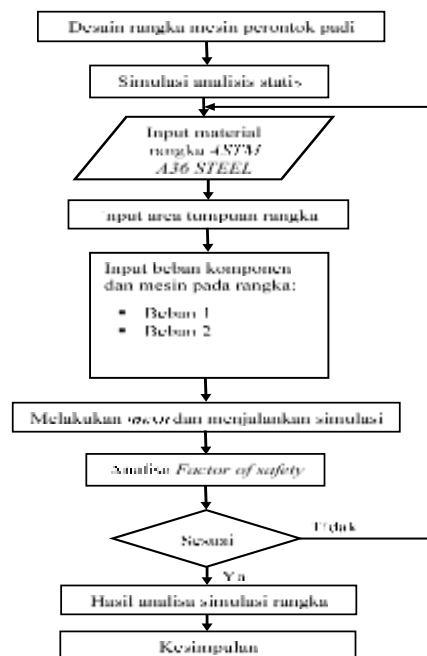 Desain rangka mesin perontok padi
Simulasi analisis statis
Input material
rangka ASTM
A36 STEEL
Input area tumpuan rangka
Input beban komponen
dan mesin pada rangka:
▪ Beban 1
▪ Beban 2
Melakukan dan menjalankan simulasi
Analisa Factor of safety
Sesuai
Tidak
Ya
Hasil analisa simulasi rangka
Kesimpulan